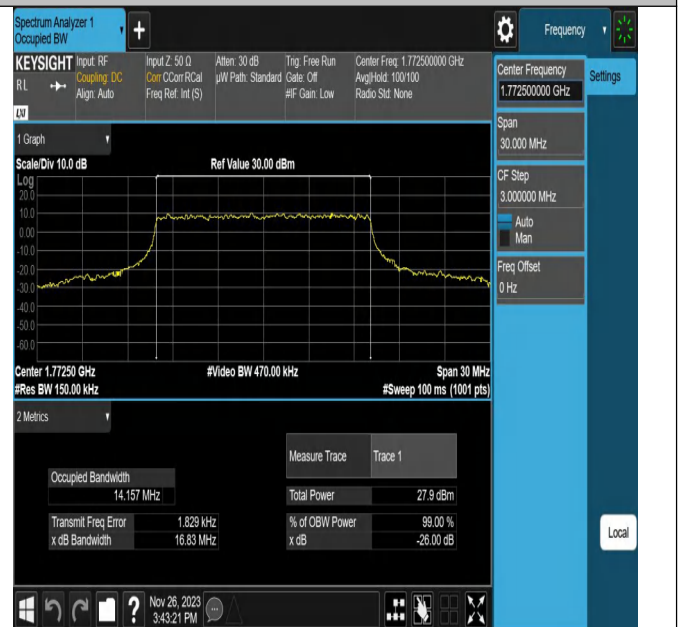 Spectrum Analyzer 1
Occupied BW
+
Frequency
KEYSIGHT
RL
LXI
Input: RF
Coupling: DC
Align: Auto
Input Z: 50 Ω
Corr CCorr RCal
Freq Ref: Int (S)
Atten: 30 dB
µW Path: Standard
Trig: Free Run
Gate: Off
#IF Gain: Low
Center Freq: 1.772500000 GHz
Avg|Hold: 100/100
Radio Std: None
Center Frequency
1.772500000 GHz
Settings
Span
30.000 MHz
CF Step
3.000000 MHz
Auto
Man
Freq Offset
0 Hz
1 Graph
Scale/Div 10.0 dB
Ref Value 30.00 dBm
Log
20.0
10.0
0.00
-10.0
-20.0
-30.0
-40.0
-50.0
-60.0
Center 1.77250 GHz
#Video BW 470.00 kHz
Span 30 MHz
#Res BW 150.00 kHz
#Sweep 100 ms (1001 pts)
2 Metrics
Measure Trace
Trace 1
Occupied Bandwidth
14.157 MHz
Total Power
27.9 dBm
Transmit Freq Error
1.829 kHz
% of OBW Power
99.00 %
x dB Bandwidth
16.83 MHz
x dB
-26.00 dB
Local
?
Nov 26, 2023
3:43:21 PM